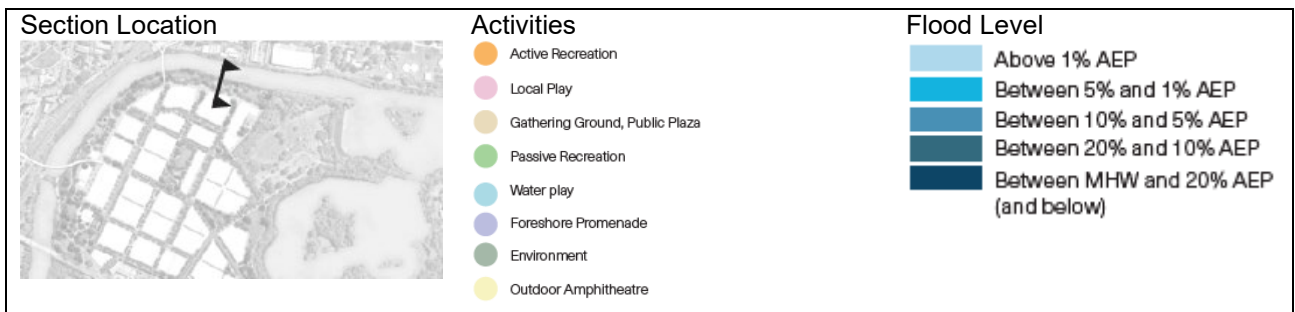 Section Location
Activities
Active Recreation
Local Play
Gathering Ground, Public Plaza
Passive Recreation
Water play
Foreshore Promenade
Environment
Outdoor Amphitheatre
Flood Level
Above 1% AEP
Between 5% and 1% AEP
Between 10% and 5% AEP
Between 20% and 10% AEP
Between MHW and 20% AEP
(and below)